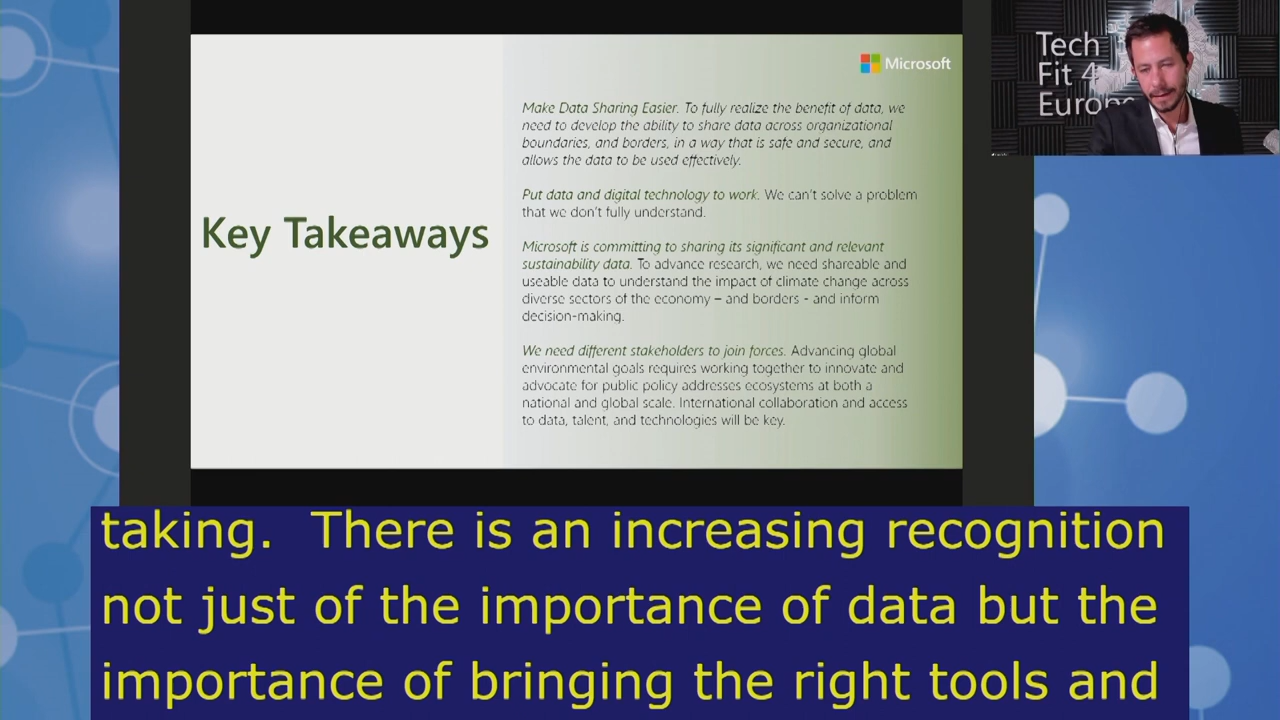 Microsoft
Tech
Fit 4
Europe
Key Takeaways
Make Data Sharing Easier. To fully realize the benefit of data, we
need to develop the ability to share data across organizational
boundaries, and borders, in a way that is safe and secure, and
allows the data to be used effectively.
Put data and digital technology to work. We can't solve a problem
that we don't fully understand.
Microsoft is committing to sharing its significant and relevant
sustainability data. To advance research, we need shareable and
useable data to understand the impact of climate change across
diverse sectors of the economy – and borders - and inform
decision-making.
We need different stakeholders to join forces. Advancing global
environmental goals requires working together to innovate and
advocate for public policy addresses ecosystems at both a
national and global scale. International collaboration and access
to data, talent, and technologies will be key.
taking.  There is an increasing recognition
not just of the importance of data but the
importance of bringing the right tools and